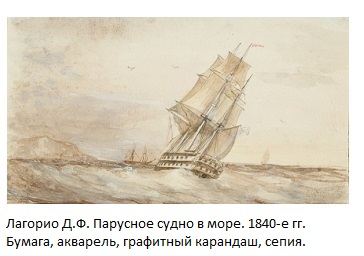 Лагорио Д.Ф. Парусное судно в море. 1840-е гг.
Бумага, акварель, графитный карандаш, сепия.